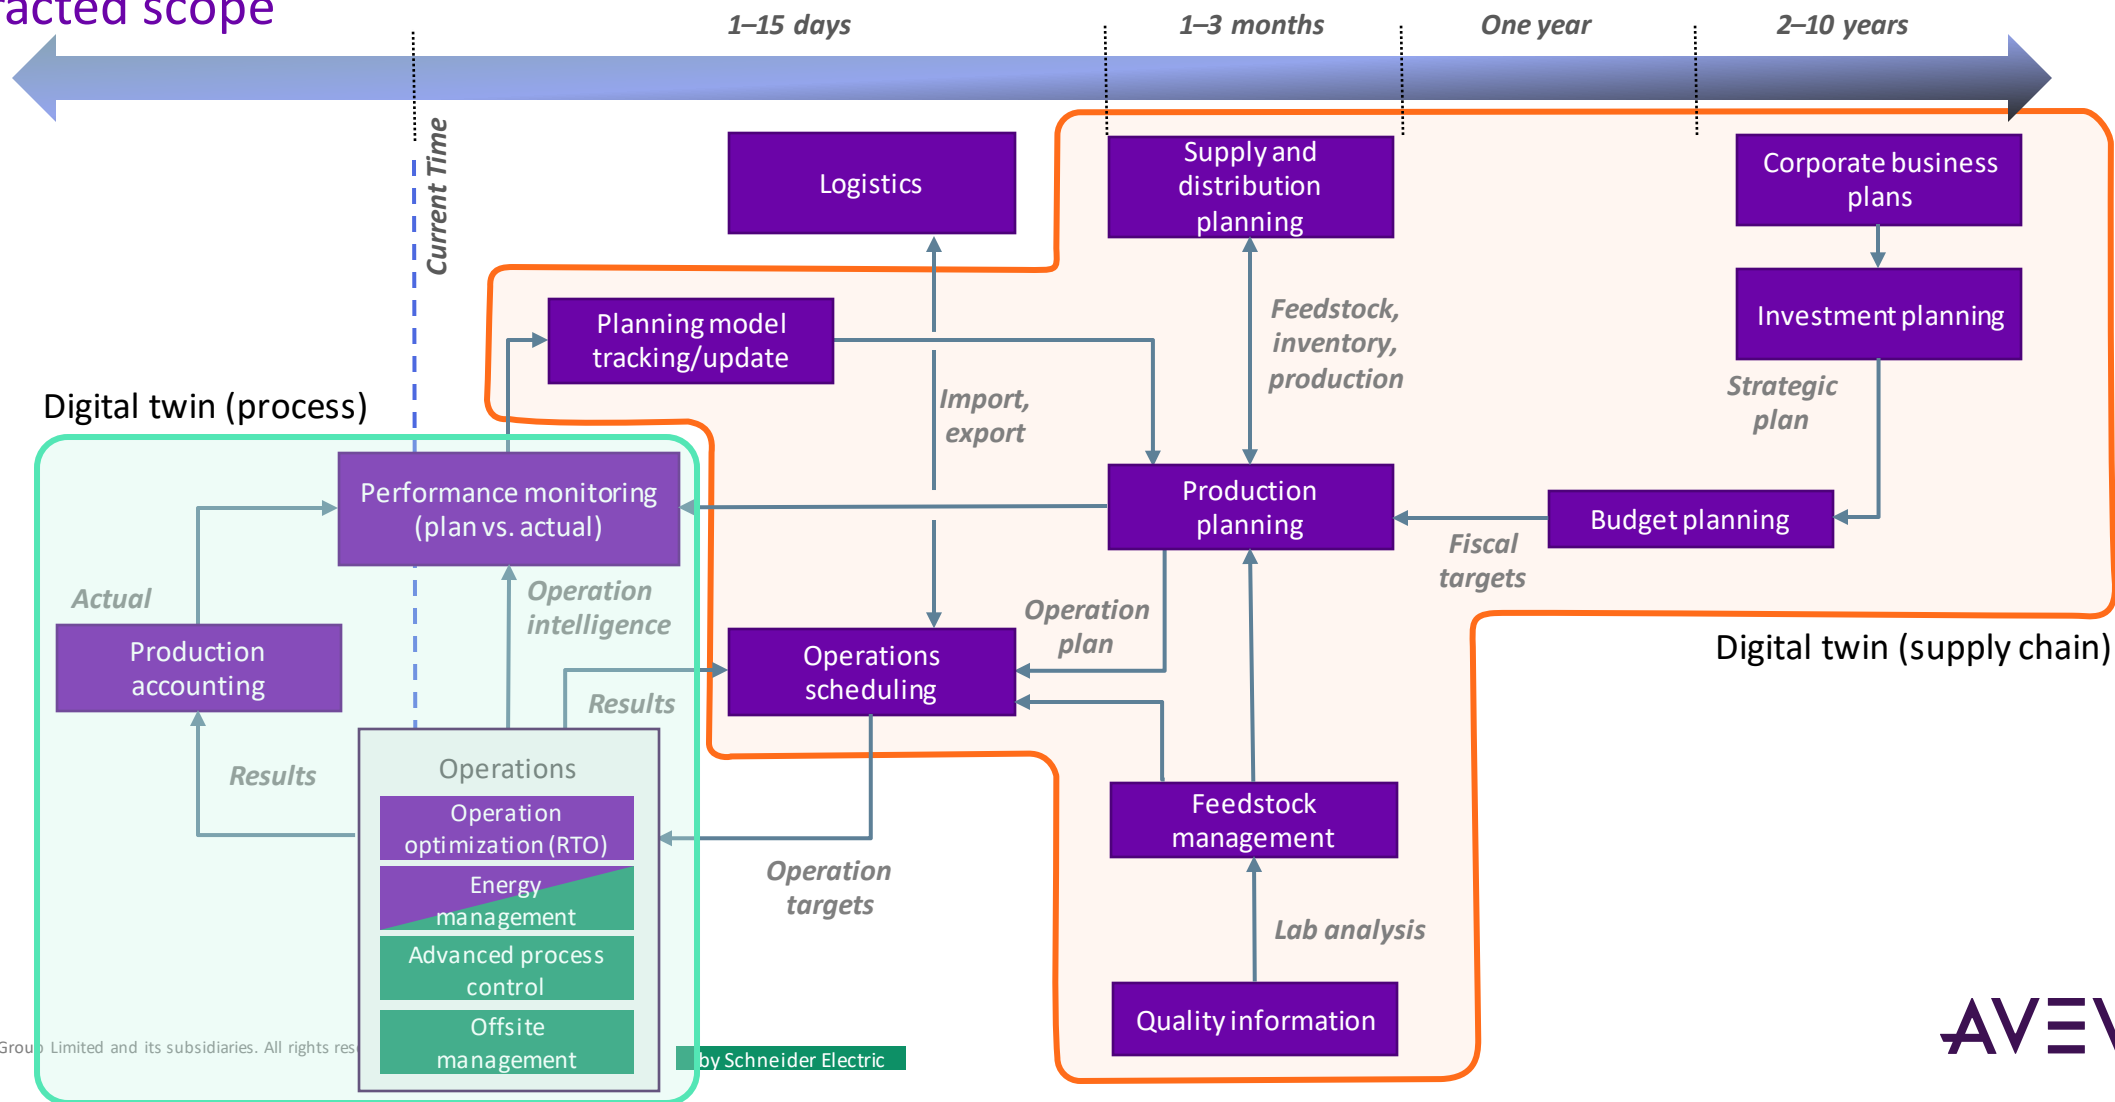 racted scope
1–15 days
1–3 months
One year
2–10 years
Current Time
Logistics
Supply and
distribution
planning
Corporate business
plans
Planning model
tracking/update
Feedstock,
inventory,
production
Investment planning
Strategic
plan
Digital twin (process)
Import,
export
Performance monitoring
(plan vs. actual)
Production
planning
Budget planning
Fiscal
targets
Actual
Operation
intelligence
Operation
plan
Production
accounting
Operations
scheduling
Digital twin (supply chain)
Results
Results
Operations
Operation
optimization (RTO)
Energy
management
Advanced process
control
Offsite
management
Operation
targets
Feedstock
management
Lab analysis
Quality information
Group Limited and its subsidiaries. All rights res
by Schneider Electric
AVEV